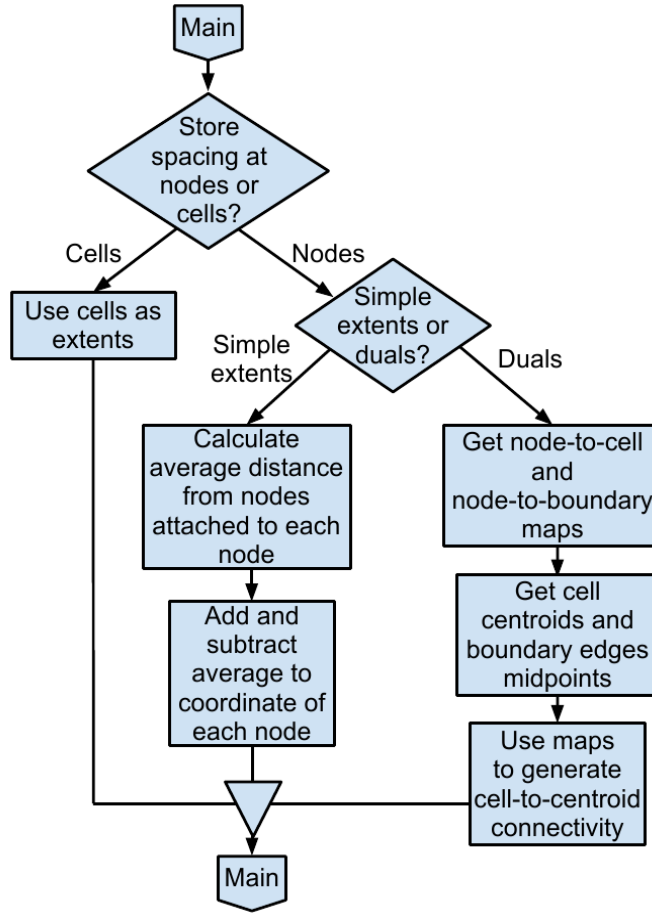 Main
Store
spacing at
nodes or
cells?
Cells
Nodes
Use cells as
extents
Simple
extents or
duals?
Simple
extents
Duals
Calculate
average distance
from nodes
attached to each
node
Get node-to-cell
and
node-to-boundary
maps
Add and
subtract
average to
coordinate of
each node
Get cell
centroids and
boundary edges
midpoints
Use maps
to generate
cell-to-centroid
connectivity
Main